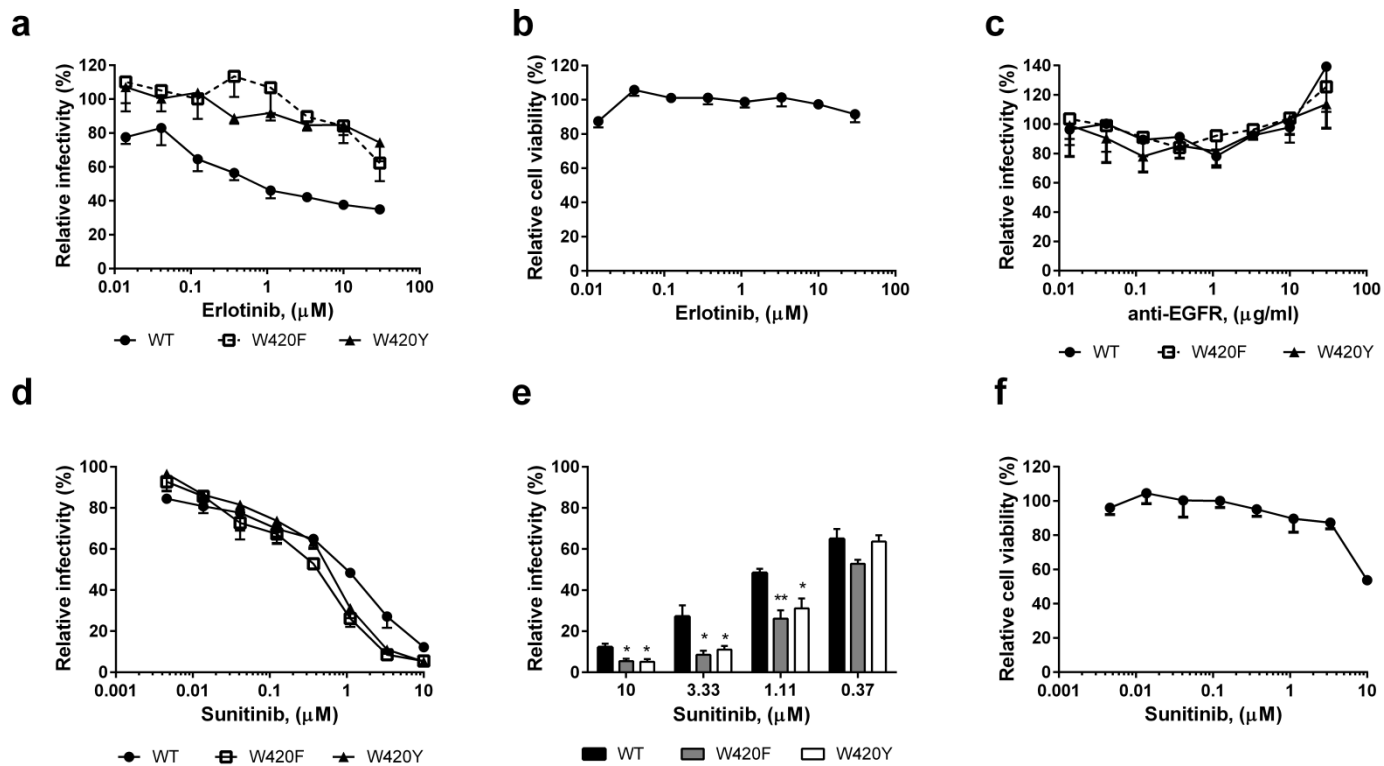 a
Relative infectivity (%)
120
100
80
60
40
20
0
0.01 0.1 1 10 100
Erlotinib, (μM)
WT W420F W420Y
b
Relative cell viability (%)
120
100
80
60
40
20
0
0.01 0.1 1 10 100
Erlotinib, (μM)
c
Relative infectivity (%)
140
120
100
80
60
40
20
0
0.01 0.1 1 10 100
anti-EGFR, (μg/ml)
WT W420F W420Y
d
Relative infectivity (%)
100
80
60
40
20
0
0.001 0.01 0.1 1 10
Sunitinib, (μM)
WT W420F W420Y
e
Relative infectivity (%)
100
80
60
40
20
0
* * * * ** *
10 3.33 1.11 0.37
Sunitinib, (μM)
WT W420F W420Y
f
Relative cell viability (%)
120
100
80
60
40
20
0
0.001 0.01 0.1 1 10
Sunitinib, (μM)